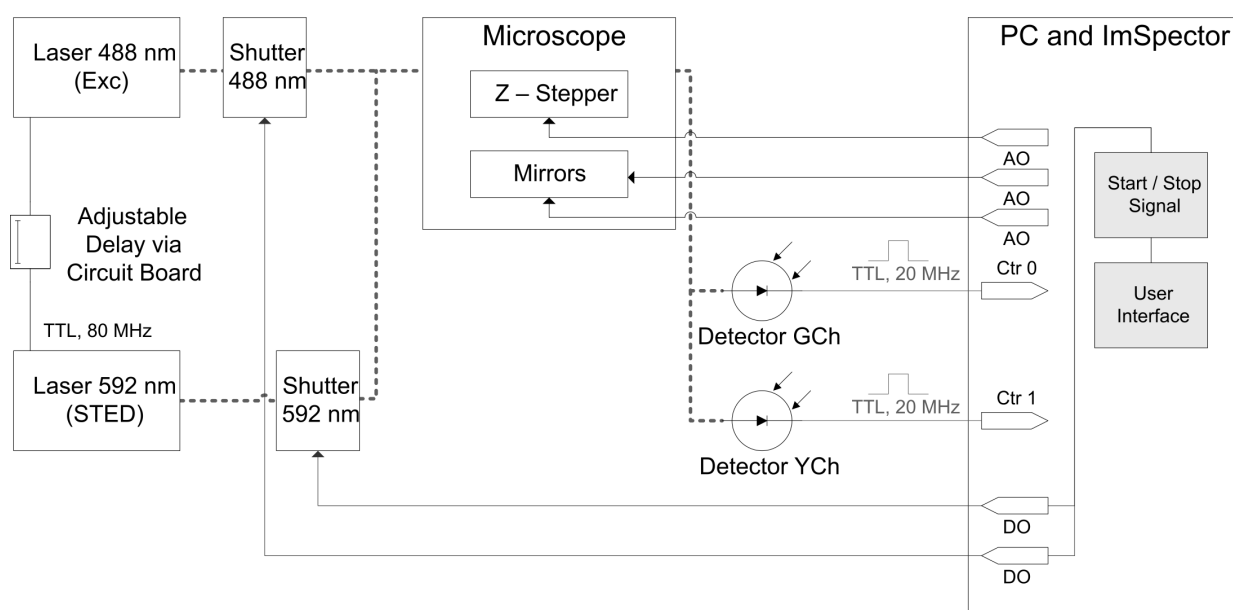 Laser 488 nm
(Exc)
Shutter
488 nm
Microscope
Z – Stepper
Mirrors
PC and ImSpector
AO
AO
AO
Start / Stop
Signal
User
Interface
Adjustable
Delay via
Circuit Board
TTL, 80 MHz
Laser 592 nm
(STED)
Shutter
592 nm
TTL, 20 MHz
Ctr 0
Detector GCh
TTL, 20 MHz
Ctr 1
Detector YCh
DO
DO